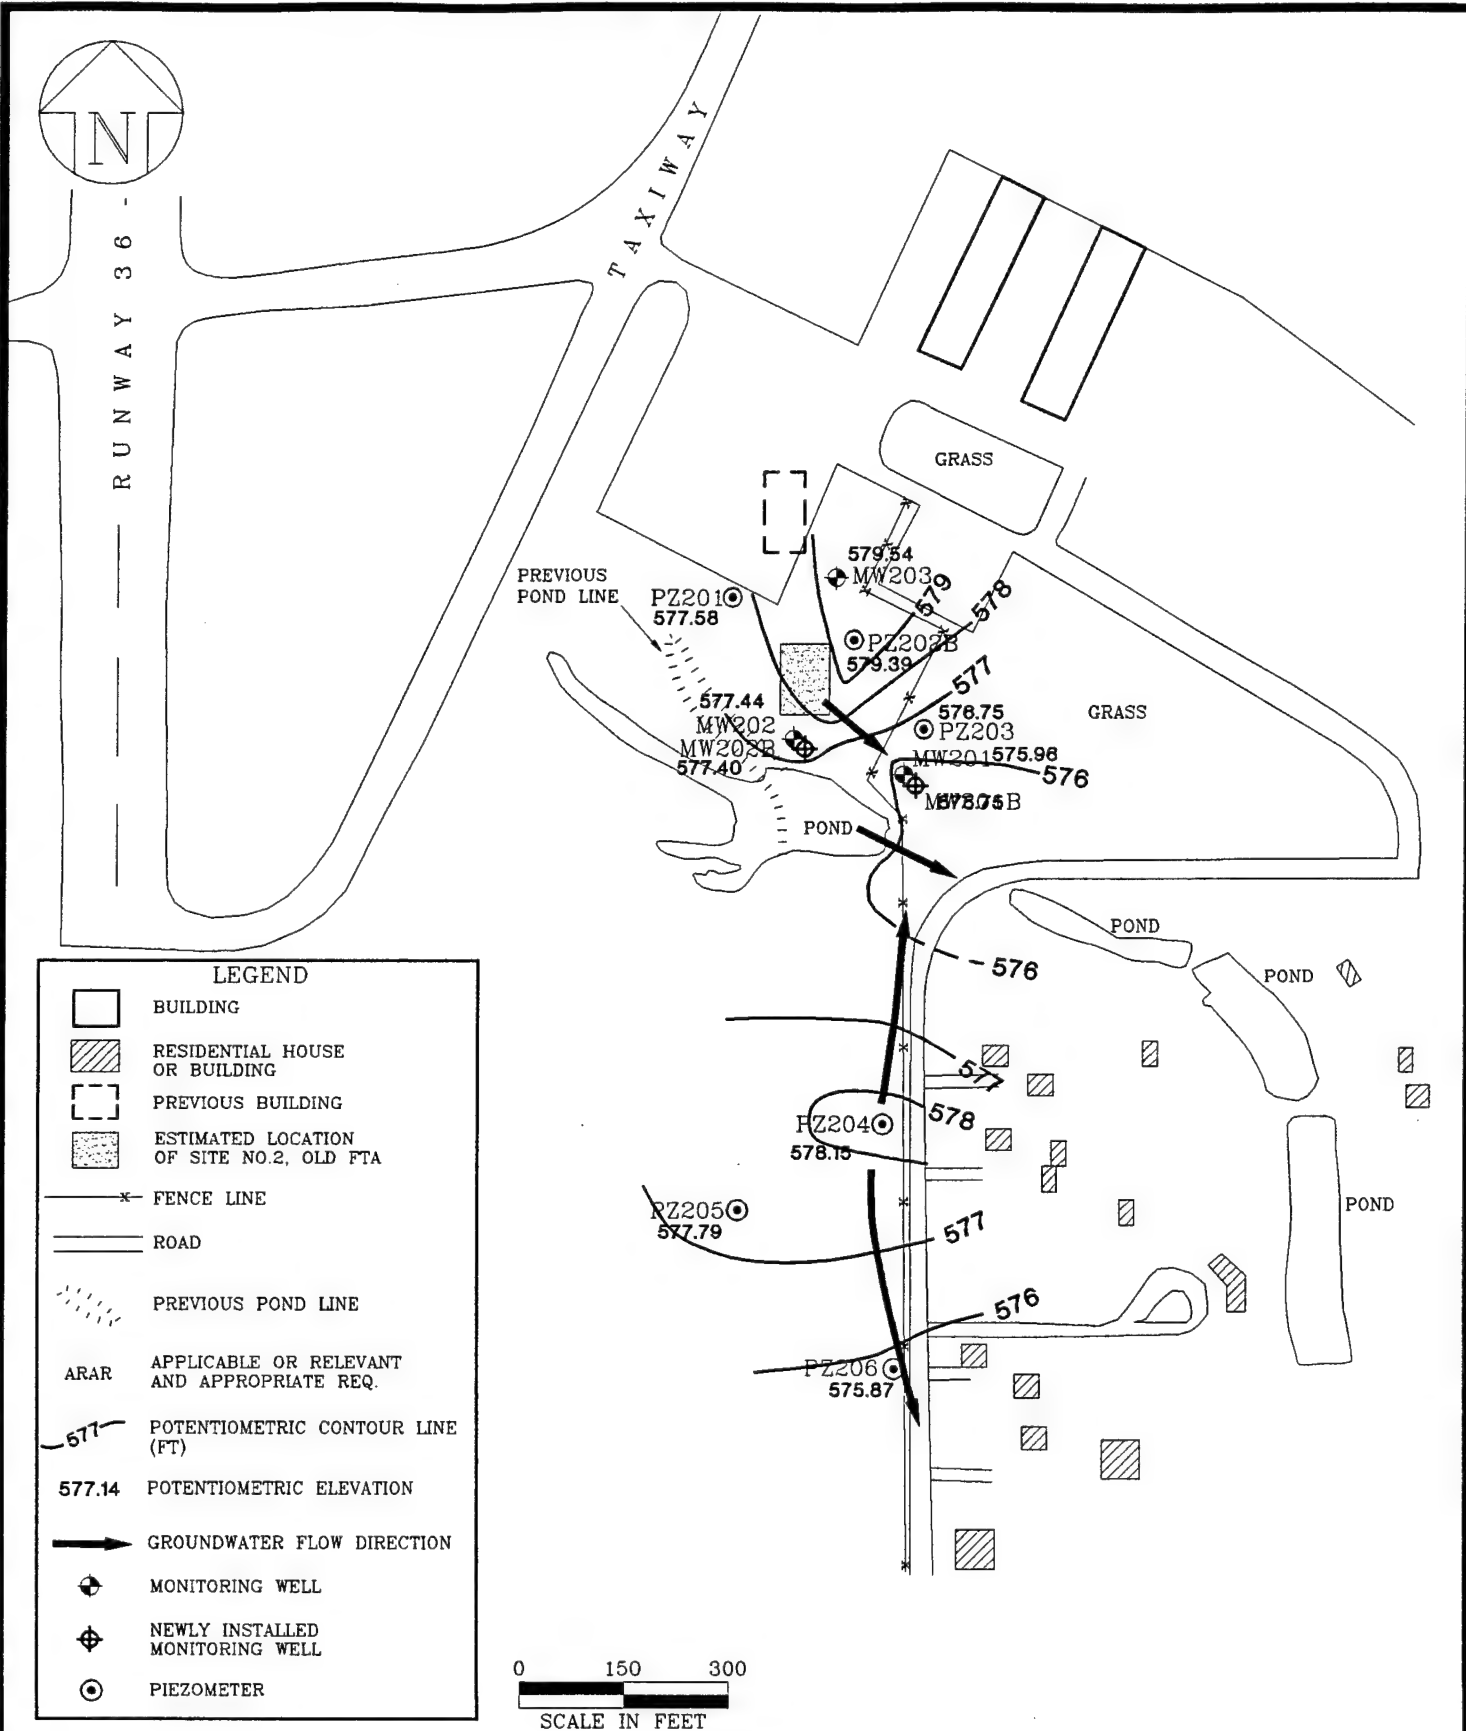 N
RUNWAY 36 -
TAXIWAY
GRASS
579.54
MW203
579
578
PREVIOUS
POND LINE
PZ201
577.58
PZ202B
579.39
577
577.44
MW202
MW202B
577.40
576.75
PZ203
GRASS
MW201
575.96
576
POND
POND
576
POND
577
578
PZ204
578.15
PZ205
577.79
577
POND
576
PZ206
575.87
LEGEND
BUILDING
RESIDENTIAL HOUSE
OR BUILDING
PREVIOUS BUILDING
ESTIMATED LOCATION
OF SITE NO.2, OLD FTA
FENCE LINE
ROAD
PREVIOUS POND LINE
ARAR
APPLICABLE OR RELEVANT
AND APPROPRIATE REQ.
577
POTENTIOMETRIC CONTOUR LINE
(FT)
577.14
POTENTIOMETRIC ELEVATION
GROUNDWATER FLOW DIRECTION
MONITORING WELL
NEWLY INSTALLED
MONITORING WELL
PIEZOMETER
0 150 300
SCALE IN FEET